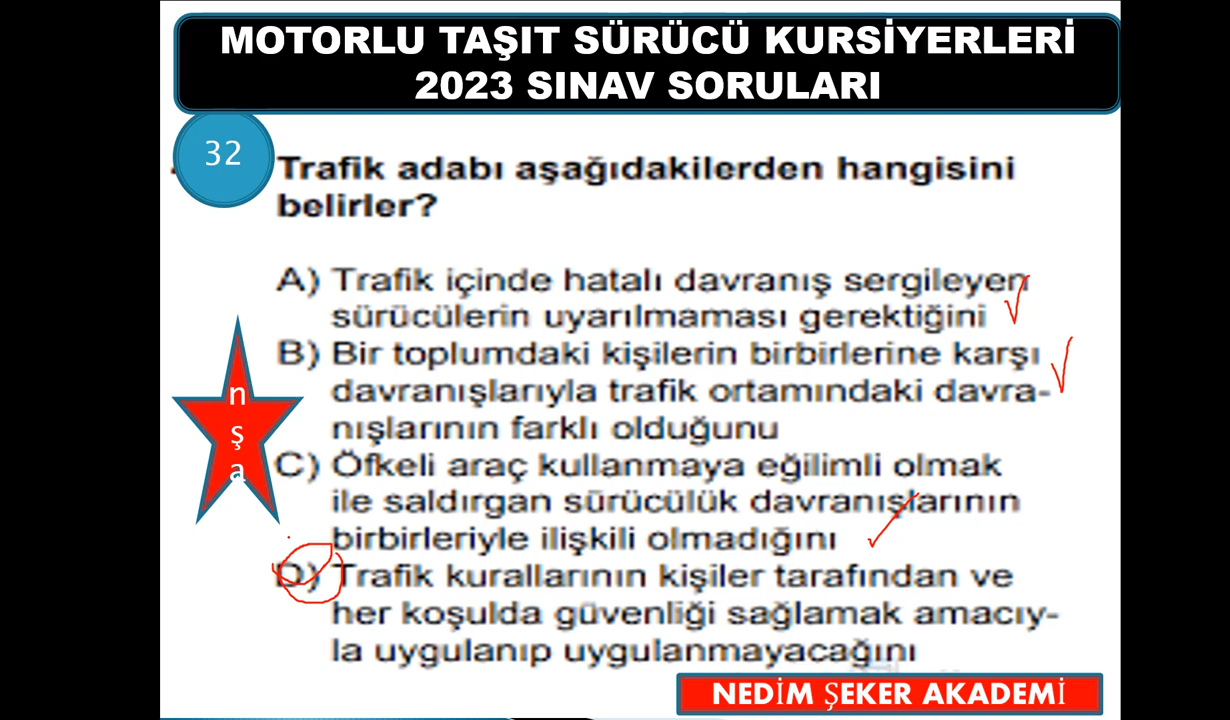 MOTORLU TAŞIT SÜRÜCÜ KURSİYERLERİ
2023 SINAV SORULARI
32
Trafik adabı aşağıdakilerden hangisini
belirler?
A) Trafik içinde hatalı davranış sergileyen
sürücülerin uyarılmaması gerektiğini
B) Bir toplumdaki kişilerin birbirlerine karşı
davranışlarıyla trafik ortamındaki davra-
nışlarının farklı olduğunu
C) Öfkeli araç kullanmaya eğilimli olmak
ile saldırgan sürücülük davranışlarının
birbirleriyle ilişkili olmadığını
D) Trafik kurallarının kişiler tarafından ve
her koşulda güvenliği sağlamak amacıy-
la uygulanıp uygulanmayacağını
n
ş
a
NEDİM ŞEKER AKADEMİ